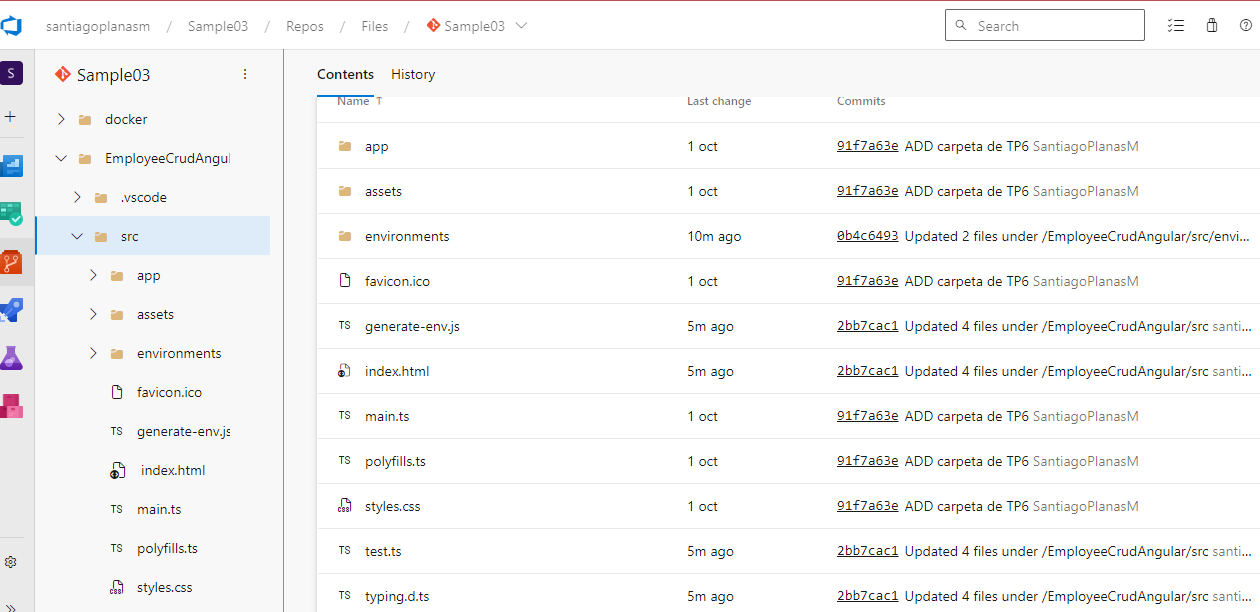 santiagoplanasm / Sample03 / Repos / Files / Sample03
Search
S
Sample03
docker
EmployeeCrudAngul
.vscode
src
app
assets
environments
favicon.ico
TS generate-env.js
index.html
TS main.ts
TS polyfills.ts
css styles.css
Contents History
Name ↑ Last change Commits
app 1 oct 91f7a63e ADD carpeta de TP6 SantiagoPlanasM
assets 1 oct 91f7a63e ADD carpeta de TP6 SantiagoPlanasM
environments 10m ago 0b4c6493 Updated 2 files under /EmployeeCrudAngular/src/envi...
favicon.ico 1 oct 91f7a63e ADD carpeta de TP6 SantiagoPlanasM
TS generate-env.js 5m ago 2bb7cac1 Updated 4 files under /EmployeeCrudAngular/src santi...
index.html 5m ago 2bb7cac1 Updated 4 files under /EmployeeCrudAngular/src santi...
TS main.ts 1 oct 91f7a63e ADD carpeta de TP6 SantiagoPlanasM
TS polyfills.ts 1 oct 91f7a63e ADD carpeta de TP6 SantiagoPlanasM
css styles.css 1 oct 91f7a63e ADD carpeta de TP6 SantiagoPlanasM
TS test.ts 5m ago 2bb7cac1 Updated 4 files under /EmployeeCrudAngular/src santi...
TS typing.d.ts 5m ago 2bb7cac1 Updated 4 files under /EmployeeCrudAngular/src santi...